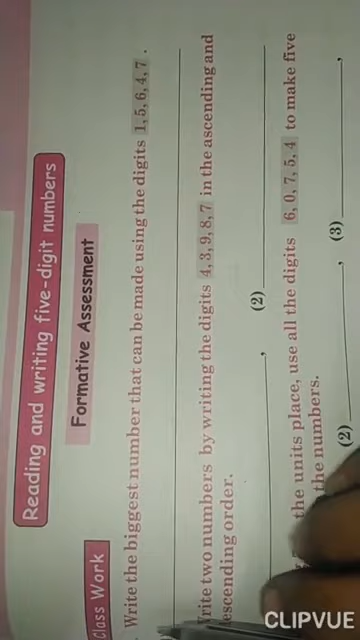 Reading and writing five-digit numbers
Formative Assessment
Class Work
Write the biggest number that can be made using the digits 1, 5, 6, 4, 7 .
Write two numbers by writing the digits 4, 3, 9, 8, 7 in the ascending and
escending order.
, (2)
the units place, use all the digits 6, 0, 7, 5, 4 to make five
the numbers.
(2) , (3) ,
CLIPVUE